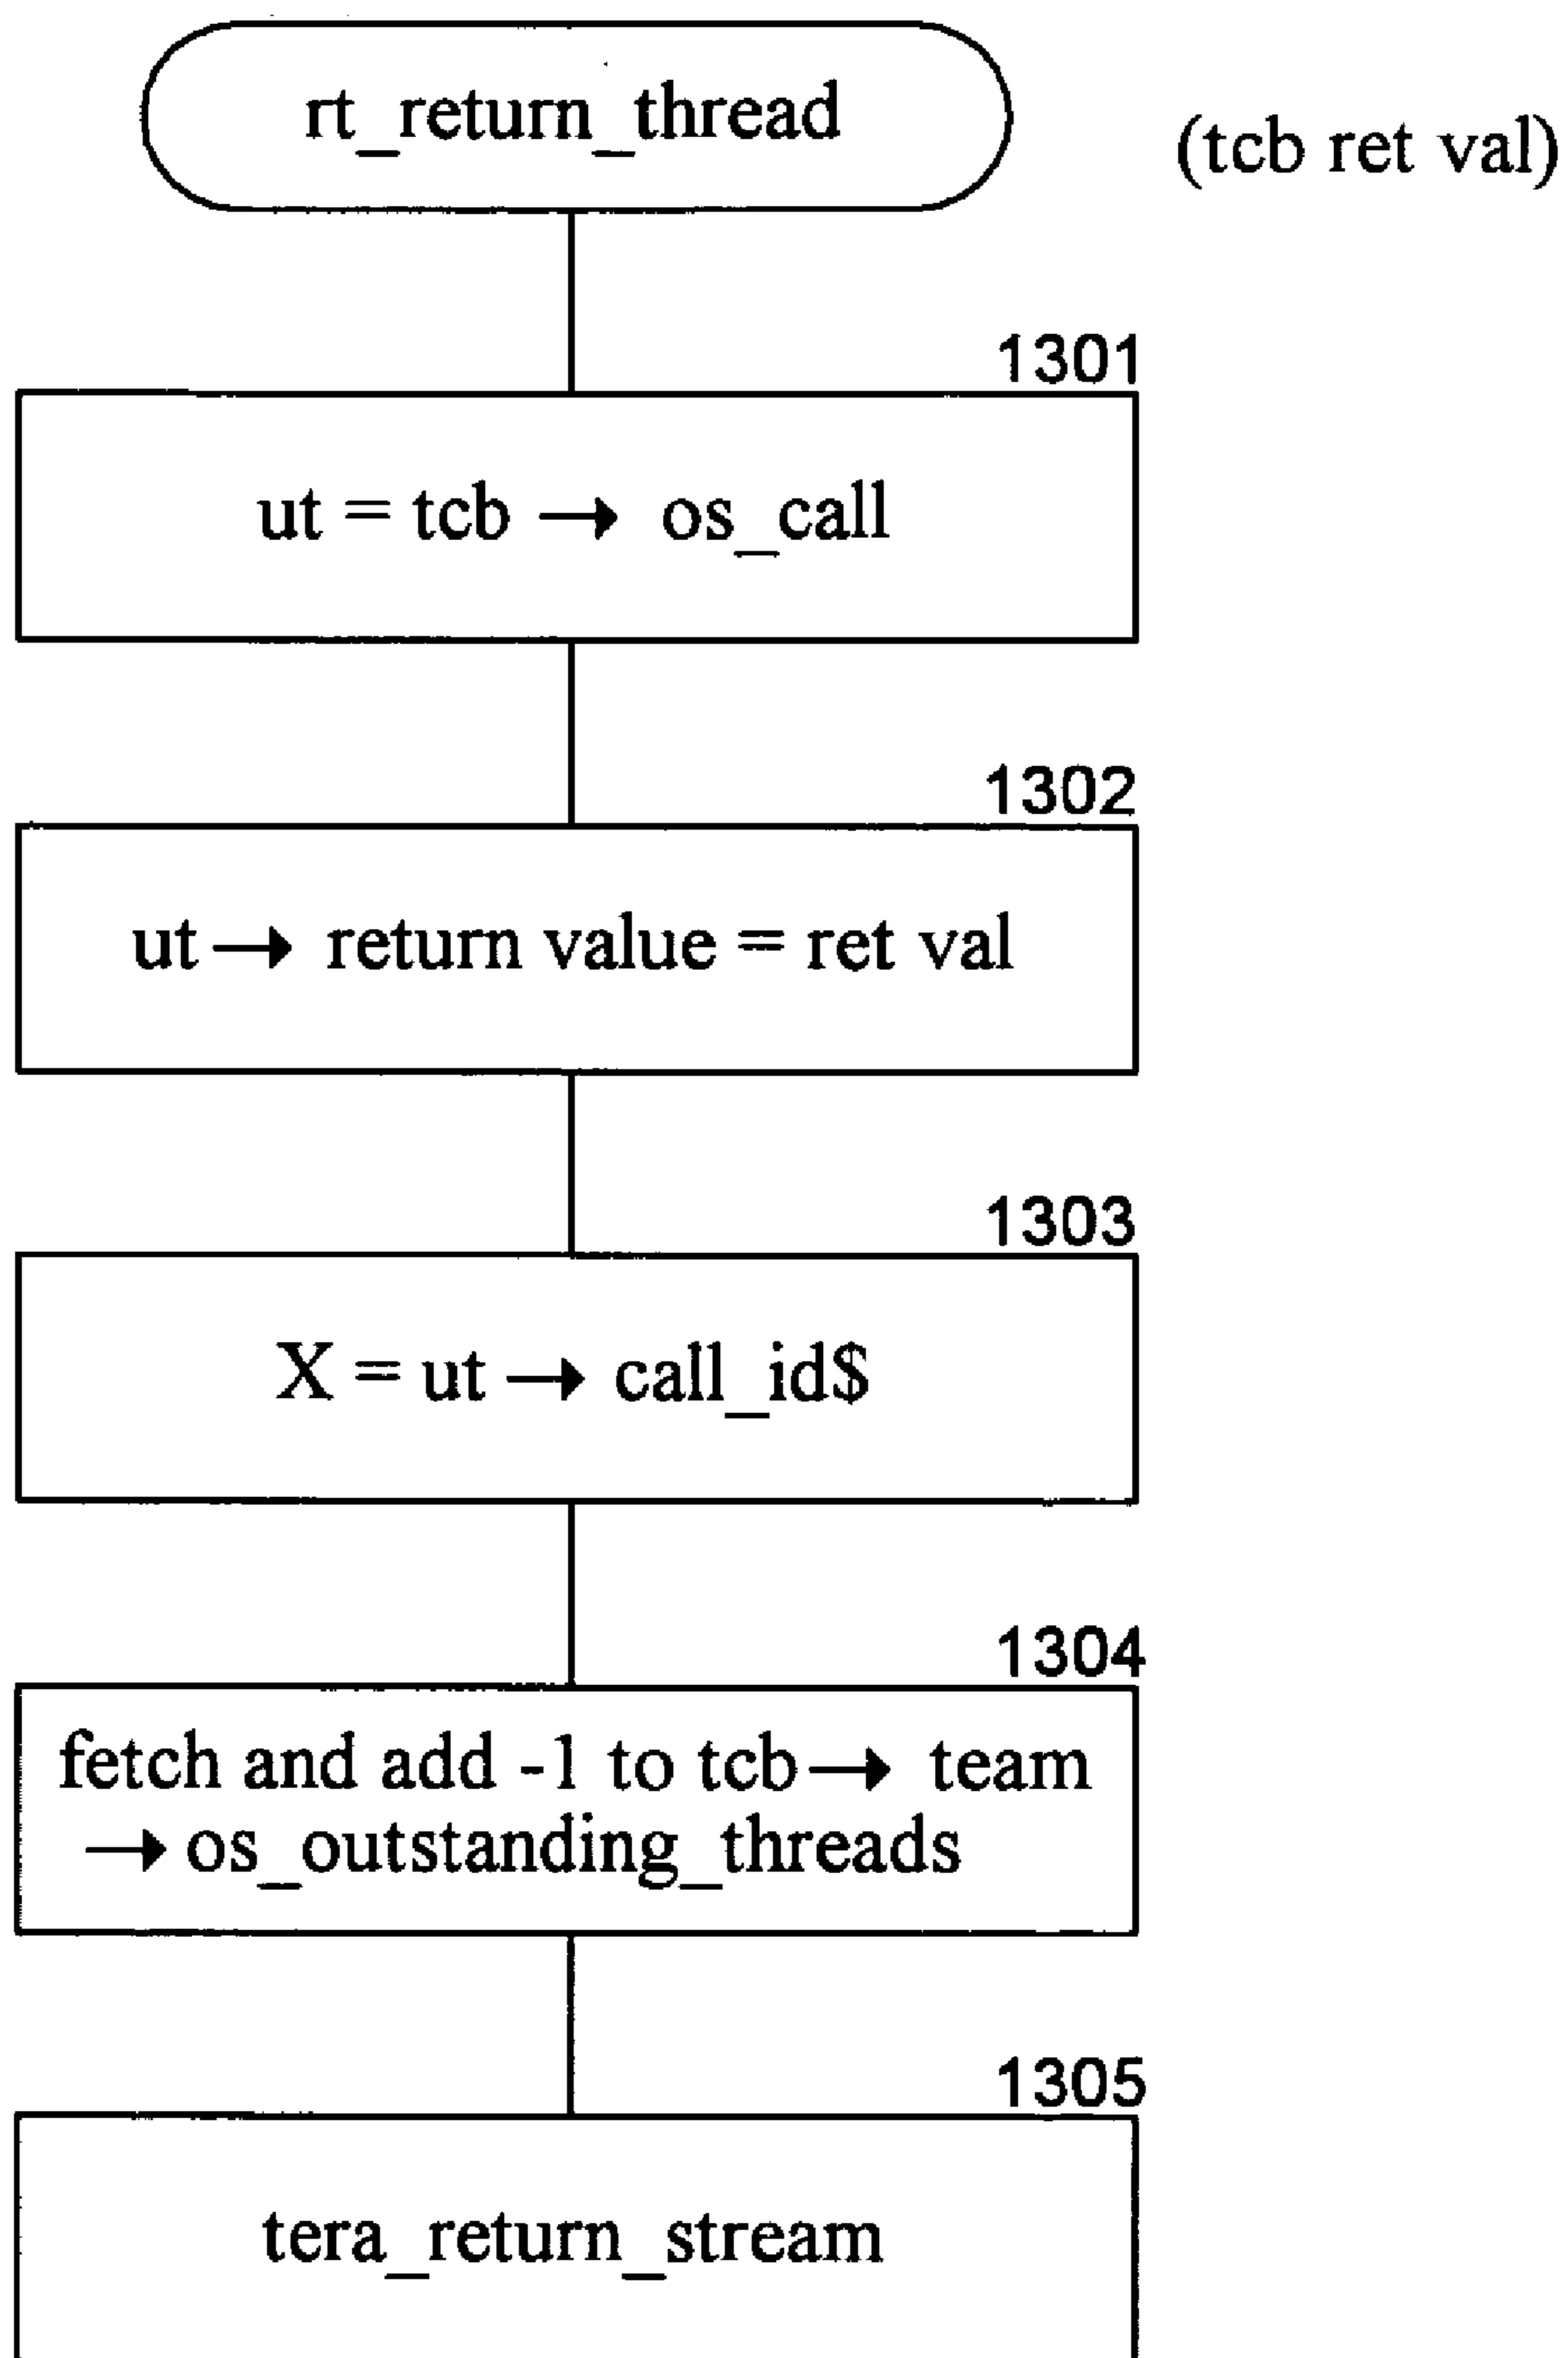 rt_return_thread
(tcb ret val)
1301
ut = tcb → os_call
1302
ut → return value = ret val
1303
X = ut → call_id$
1304
fetch and add -1 to tcb → team
→ os_outstanding_threads
1305
tera_return_stream